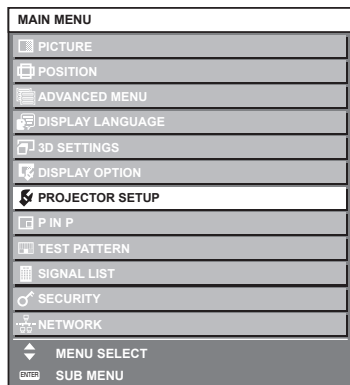 MAIN MENU
PICTURE
POSITION
ADVANCED MENU
DISPLAY LANGUAGE
3D SETTINGS
DISPLAY OPTION
PROJECTOR SETUP
P IN P
TEST PATTERN
SIGNAL LIST
SECURITY
NETWORK
MENU SELECT
ENTER SUB MENU